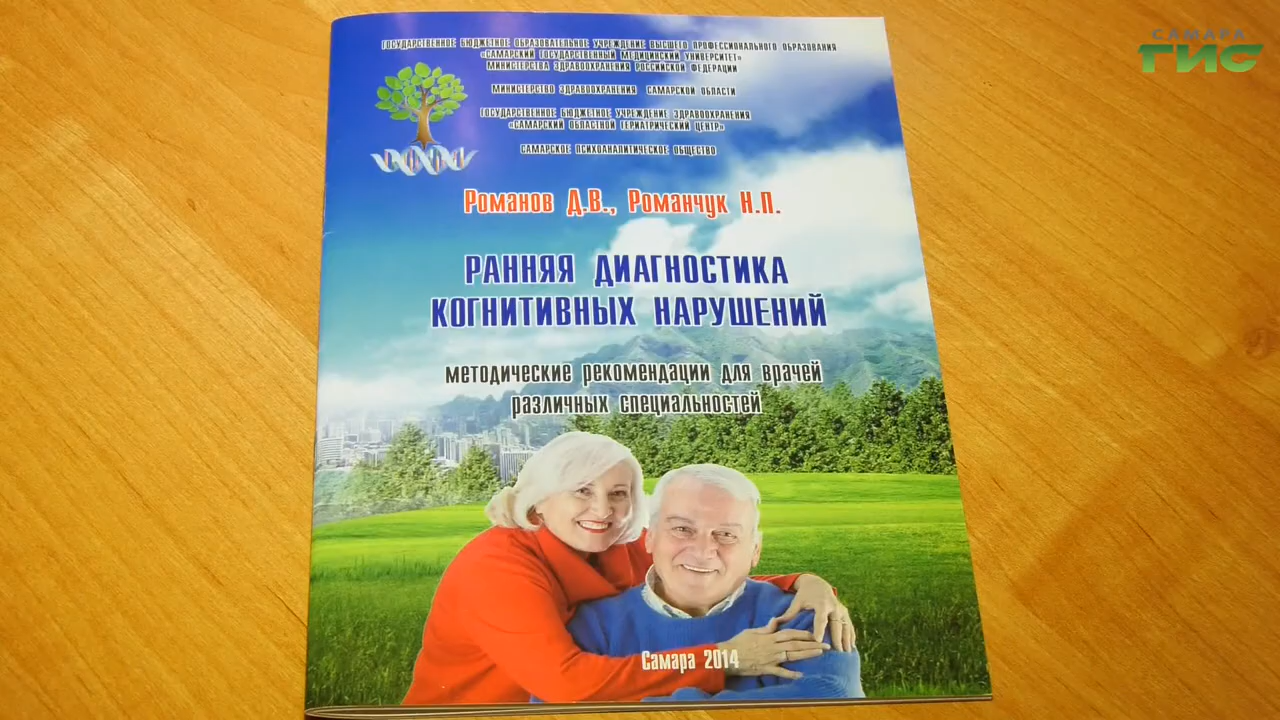 САМАРА
ГИС
ГОСУДАРСТВЕННОЕ БЮДЖЕТНОЕ ОБРАЗОВАТЕЛЬНОЕ УЧРЕЖДЕНИЕ ВЫСШЕГО ПРОФЕССИОНАЛЬНОГО ОБРАЗОВАНИЯ
«САМАРСКИЙ ГОСУДАРСТВЕННЫЙ МЕДИЦИНСКИЙ УНИВЕРСИТЕТ»
МИНИСТЕРСТВА ЗДРАВООХРАНЕНИЯ РОССИЙСКОЙ ФЕДЕРАЦИИ
МИНИСТЕРСТВО ЗДРАВООХРАНЕНИЯ САМАРСКОЙ ОБЛАСТИ
ГОСУДАРСТВЕННОЕ БЮДЖЕТНОЕ УЧРЕЖДЕНИЕ ЗДРАВООХРАНЕНИЯ
«САМАРСКИЙ ОБЛАСТНОЙ ГЕРИАТРИЧЕСКИЙ ЦЕНТР»
САМАРСКОЕ ПСИХОАНАЛИТИЧЕСКОЕ ОБЩЕСТВО
Романов Д.В., Романчук Н.П.
РАННЯЯ ДИАГНОСТИКА
КОГНИТИВНЫХ НАРУШЕНИЙ
методические рекомендации для врачей
различных специальностей
Самара 2014